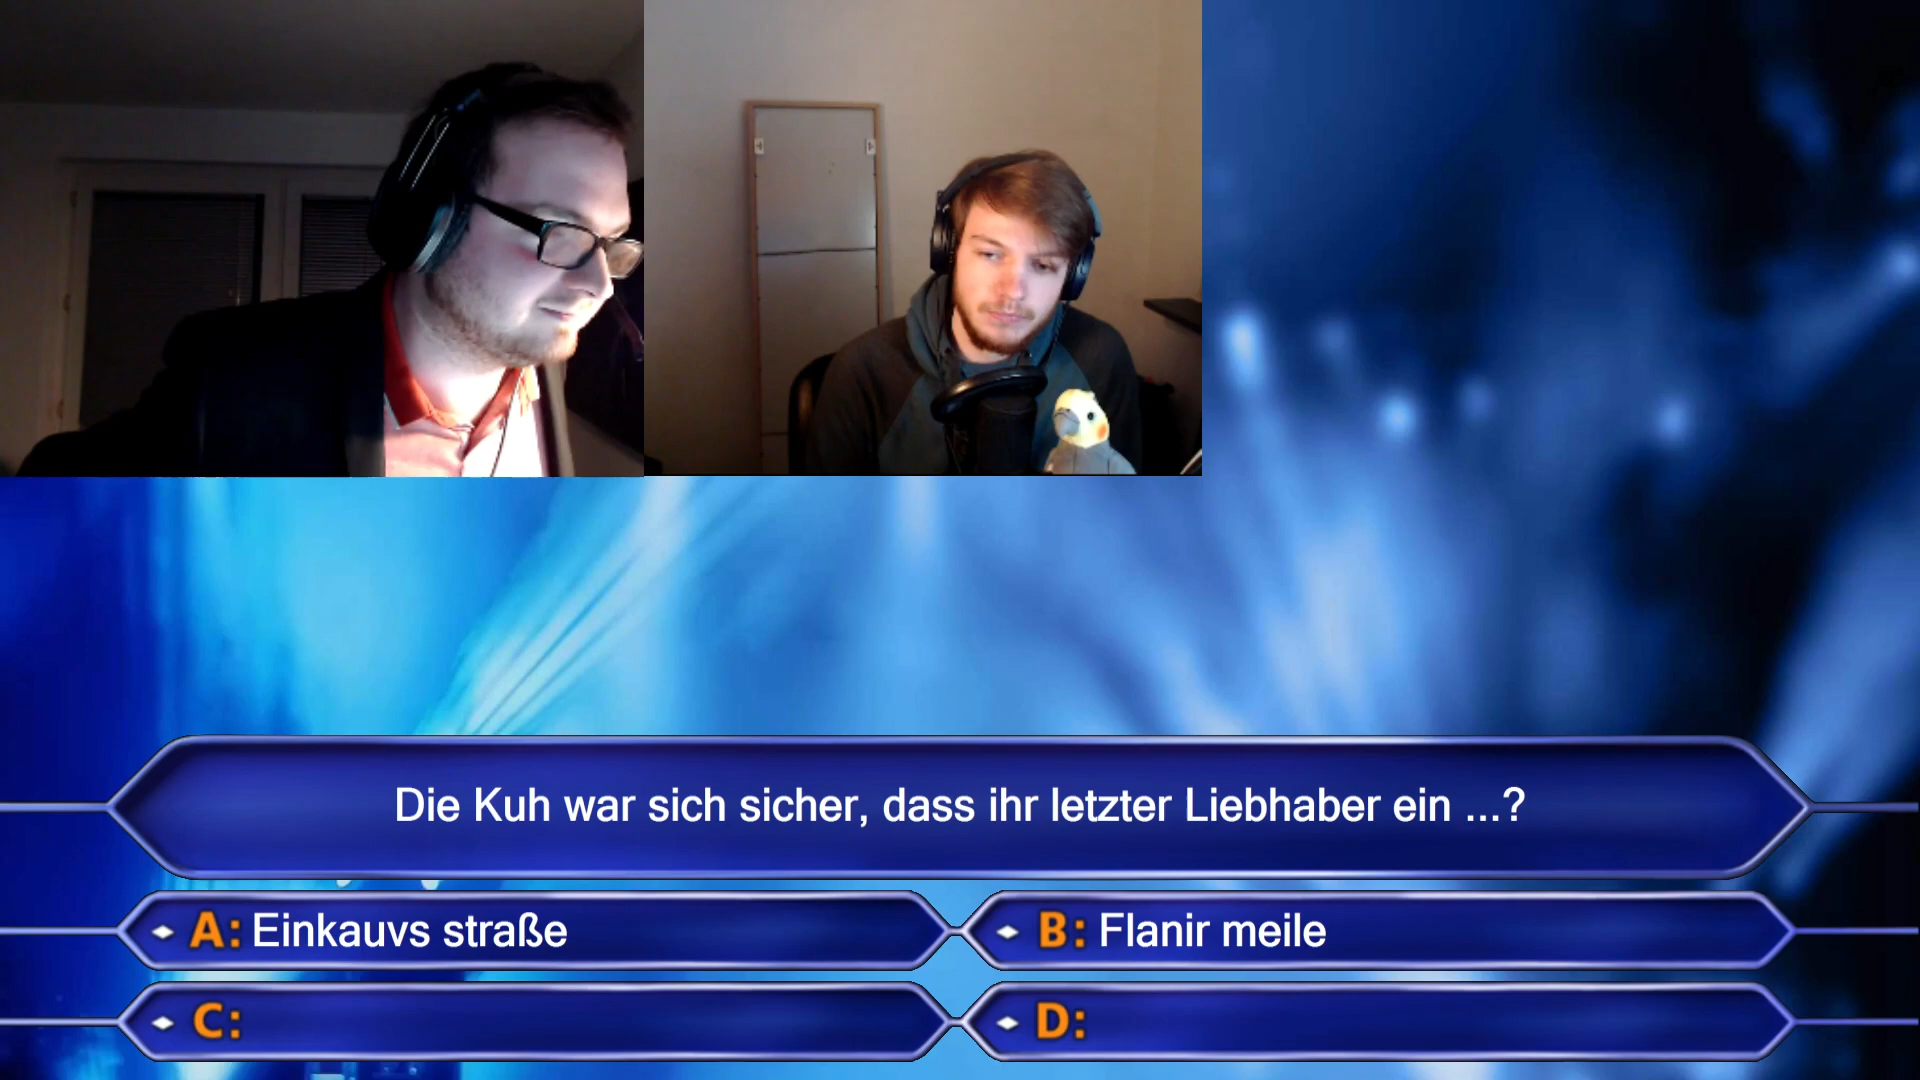 Die Kuh war sich sicher, dass ihr letzter Liebhaber ein ...?
A: Einkauvs straße
B: Flanir meile
C:
D: